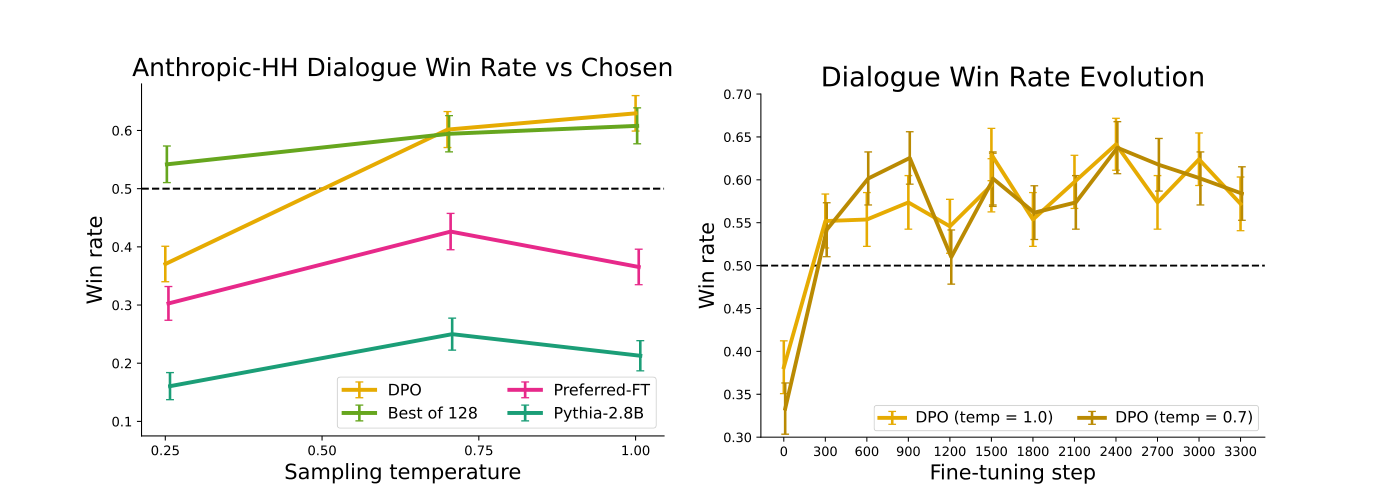 Anthropic-HH Dialogue Win Rate vs Chosen
Win rate
0.6
0.5
0.4
0.3
0.2
0.1
DPO
Best of 128
Preferred-FT
Pythia-2.8B
0.25 0.50 0.75 1.00
Sampling temperature
Dialogue Win Rate Evolution
Win rate
0.70
0.65
0.60
0.55
0.50
0.45
0.40
0.35
0.30
DPO (temp = 1.0) DPO (temp = 0.7)
0 300 600 900 1200 1500 1800 2100 2400 2700 3000 3300
Fine-tuning step